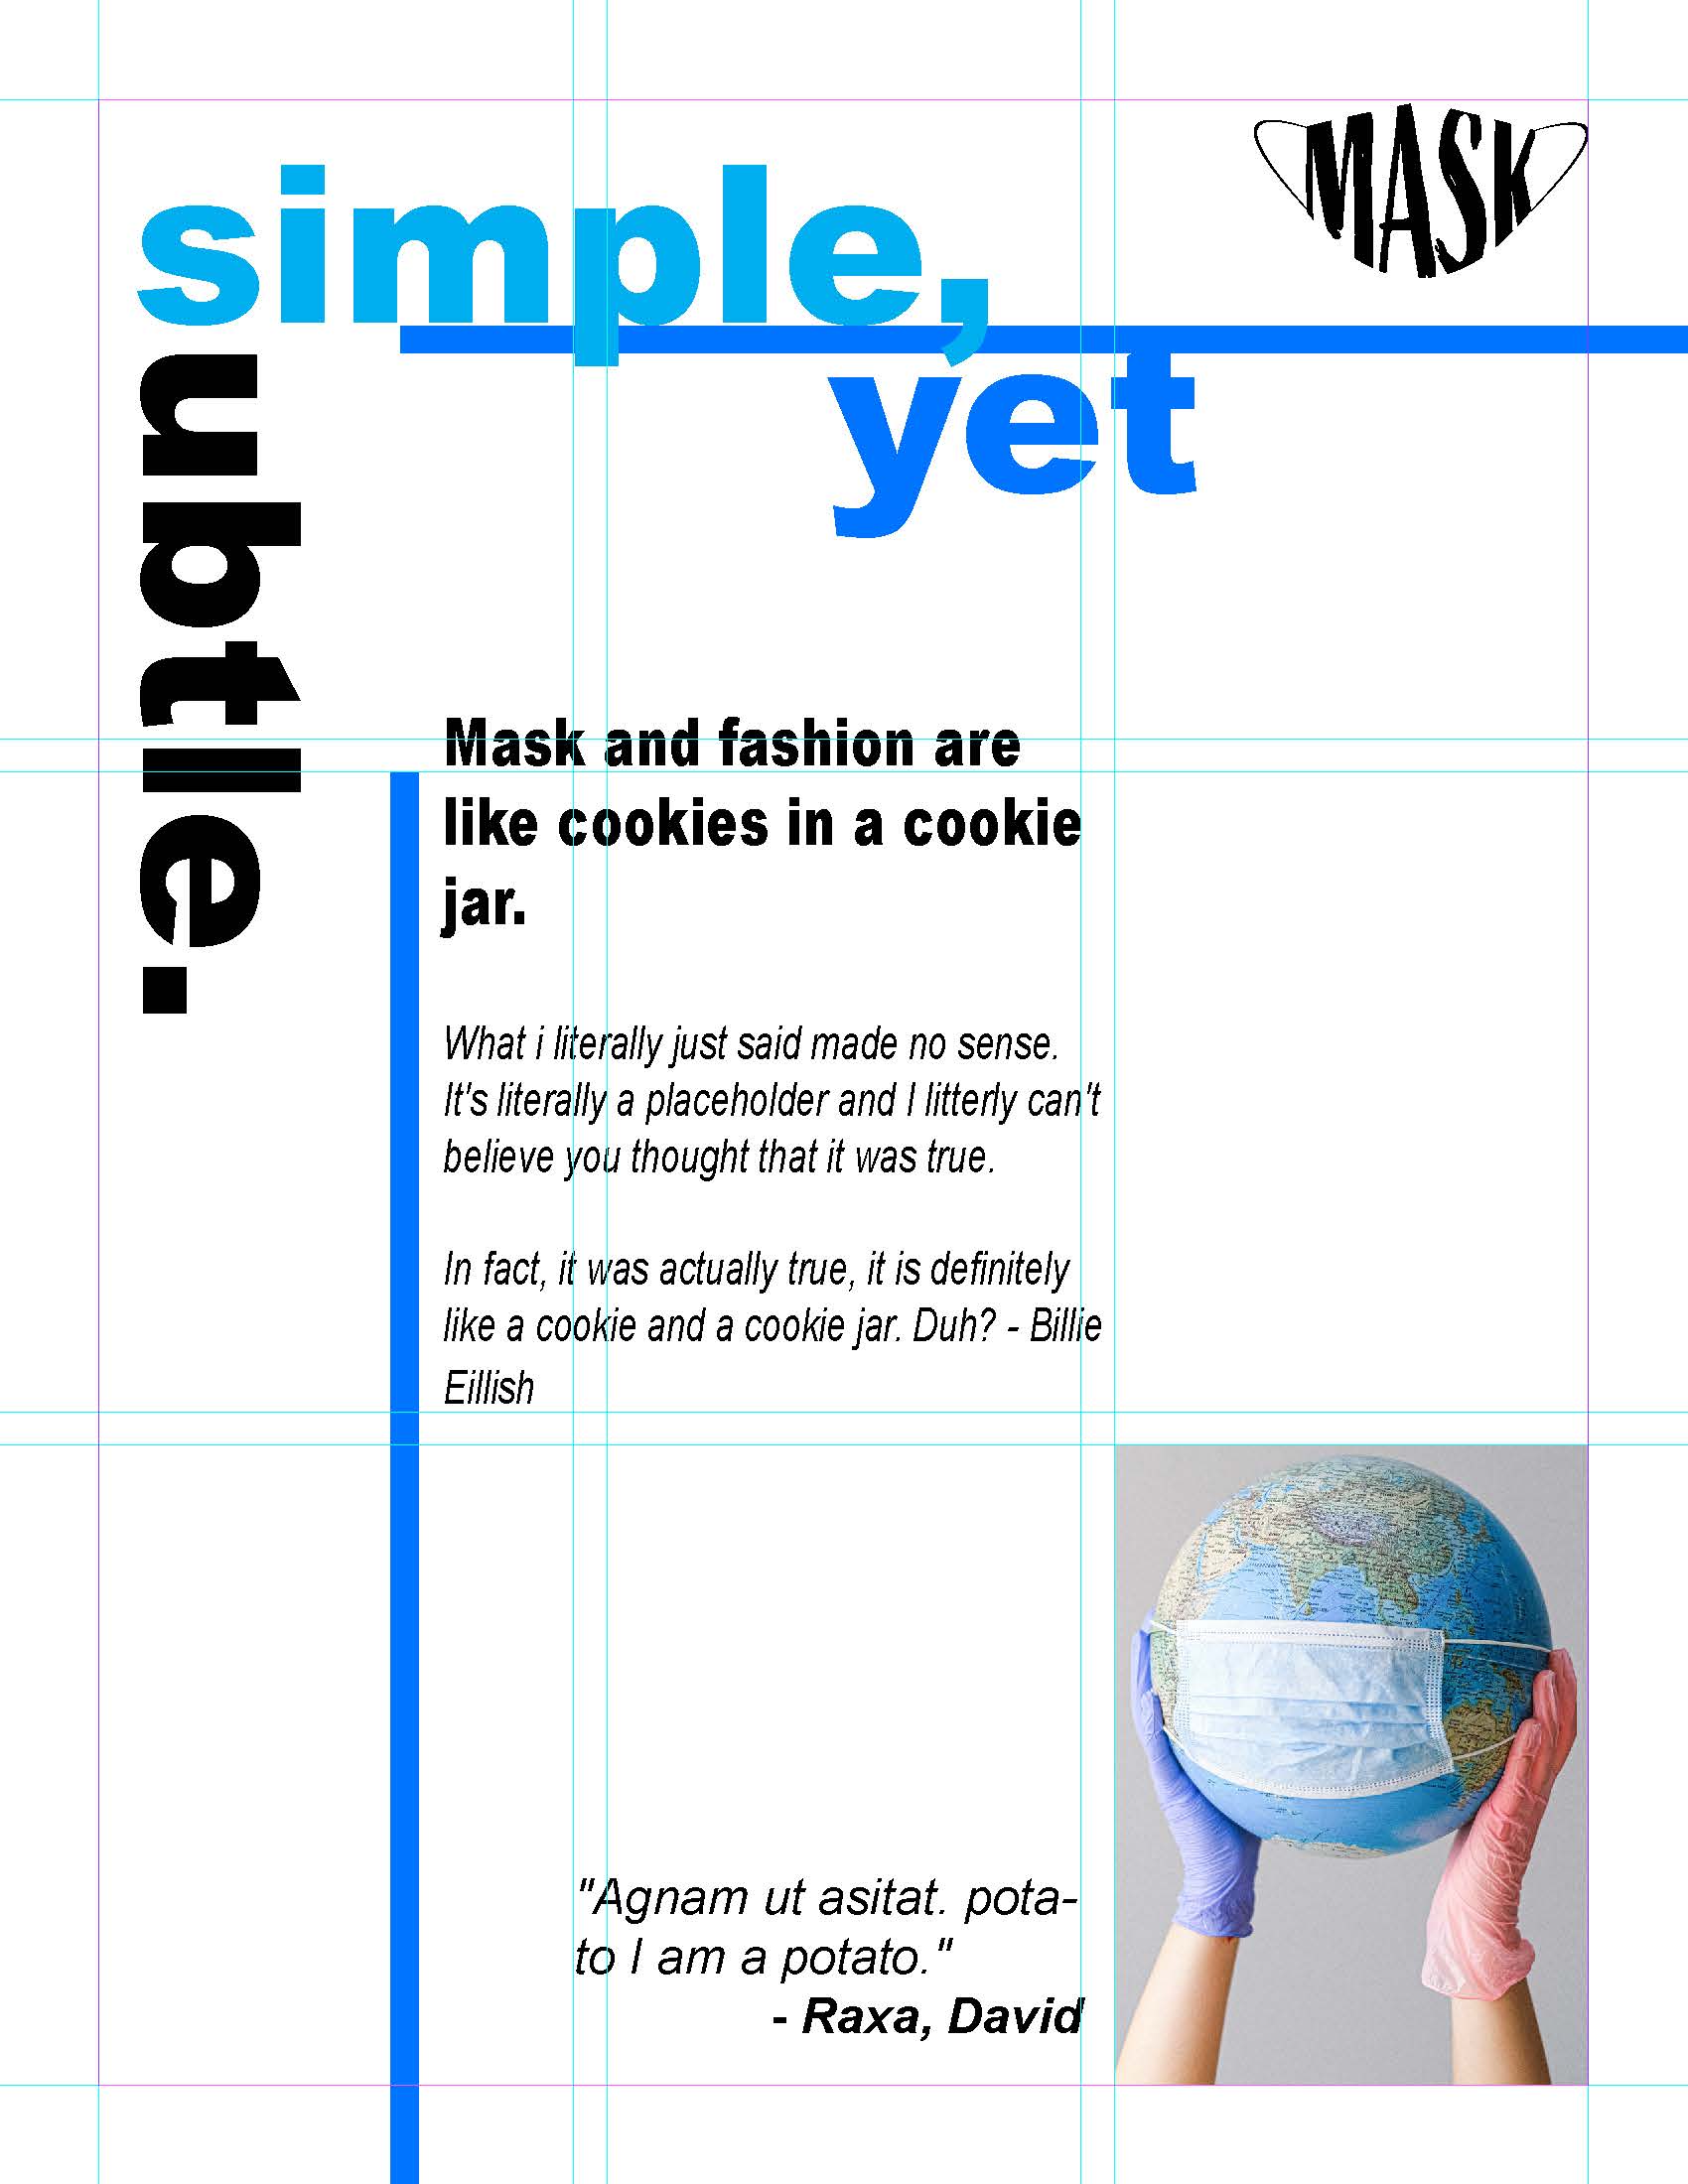 MASK
simple,
yet
ubtle.
Mask and fashion are
like cookies in a cookie
jar.
What i literally just said made no sense.
It's literally a placeholder and I litterly can't
believe you thought that it was true.
In fact, it was actually true, it is definitely
like a cookie and a cookie jar. Duh? - Billie
Eillish
"Agnam ut asitat. pota-
to I am a potato."
- Raxa, David